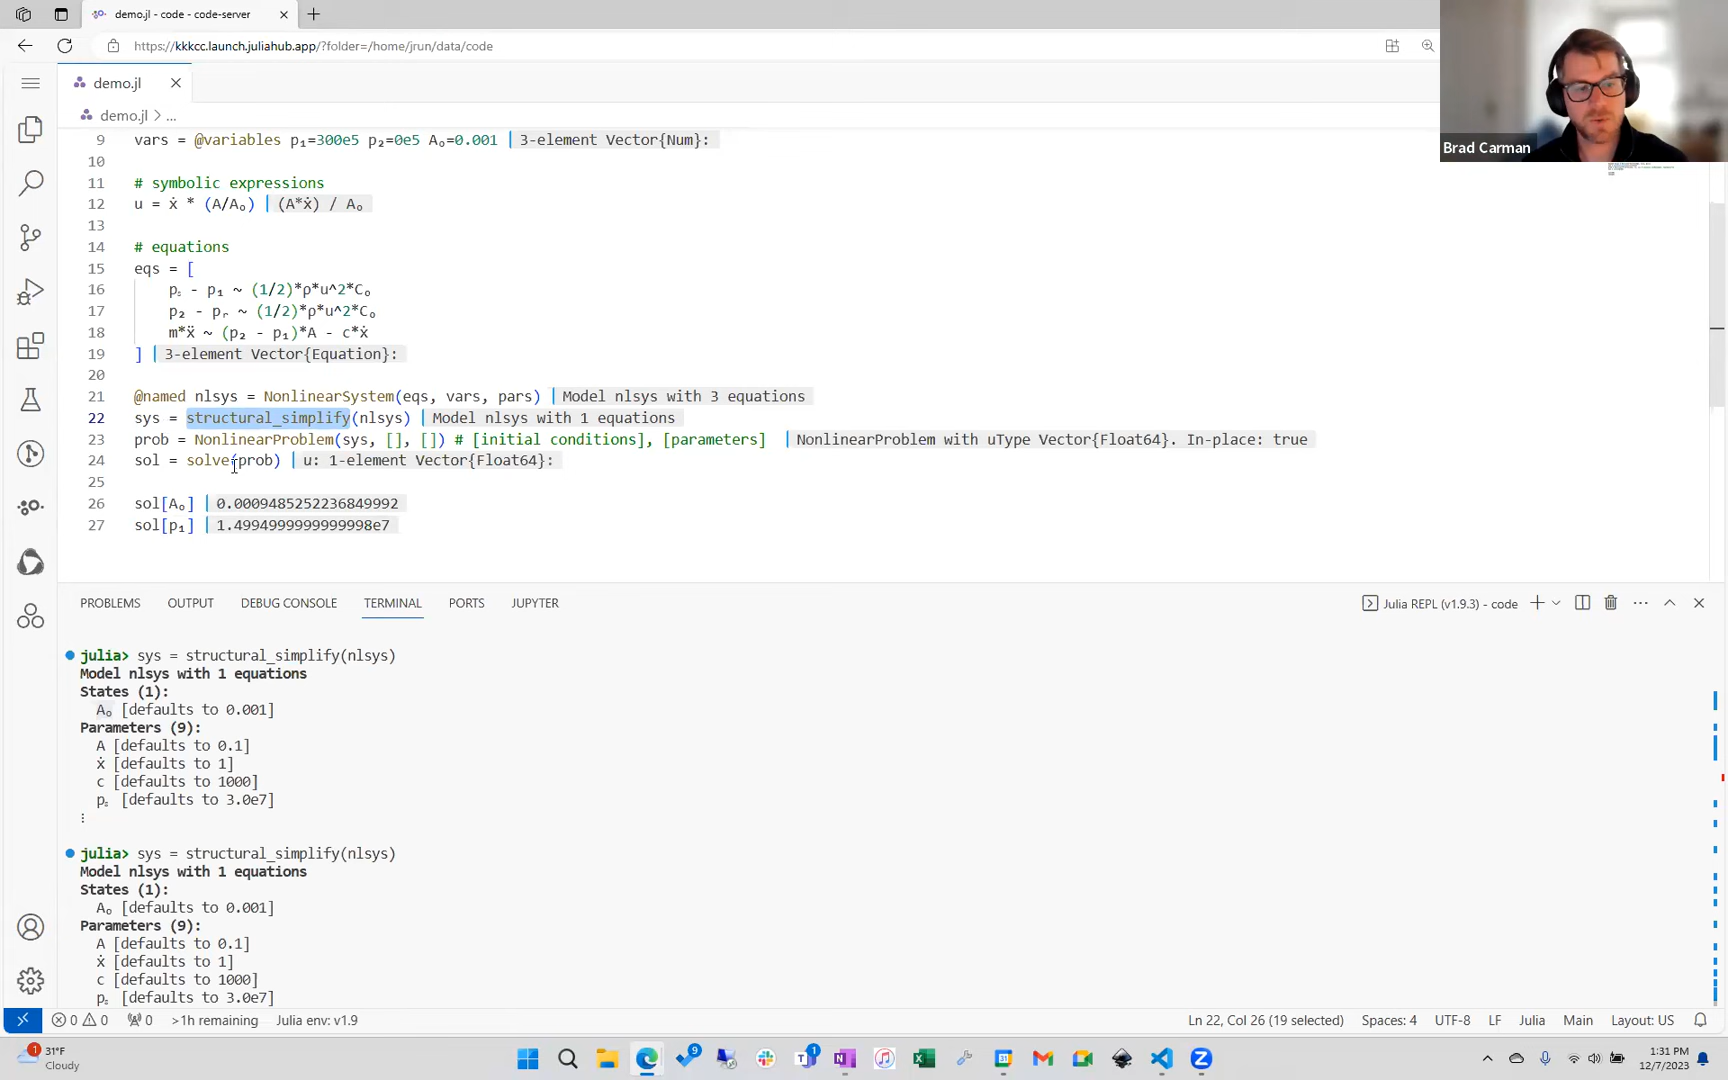 demo.jl - code - code-server
https://kkkcc.launch.juliahub.app/?folder=/home/jrun/data/code
Brad Carman
demo.jl
demo.jl > ...
9 vars = @variables p₁=300e5 p₂=0e5 Aₒ=0.001 3-element Vector{Num}:
10
11 # symbolic expressions
12 u = ẋ * (A/Aₒ) (A*ẋ) / Aₒ
13
14 # equations
15 eqs = [
16 pₛ - p₁ ~ (1/2)*ρ*u^2*Cₒ
17 p₂ - pᵣ ~ (1/2)*ρ*u^2*Cₒ
18 m*ẍ ~ (p₂ - p₁)*A - c*ẋ
19 ] 3-element Vector{Equation}:
20
21 @named nlsys = NonlinearSystem(eqs, vars, pars) Model nlsys with 3 equations
22 sys = structural_simplify(nlsys) Model nlsys with 1 equations
23 prob = NonlinearProblem(sys, [], []) # [initial conditions], [parameters] NonlinearProblem with uType Vector{Float64}. In-place: true
24 sol = solve(prob) u: 1-element Vector{Float64}:
25
26 sol[Aₒ] 0.0009485252236849992
27 sol[p₁] 1.4994999999999998e7
PROBLEMS OUTPUT DEBUG CONSOLE TERMINAL PORTS JUPYTER
Julia REPL (v1.9.3) - code
julia> sys = structural_simplify(nlsys)
Model nlsys with 1 equations
States (1):
Aₒ [defaults to 0.001]
Parameters (9):
A [defaults to 0.1]
ẋ [defaults to 1]
c [defaults to 1000]
pₛ [defaults to 3.0e7]
⋮
julia> sys = structural_simplify(nlsys)
Model nlsys with 1 equations
States (1):
Aₒ [defaults to 0.001]
Parameters (9):
A [defaults to 0.1]
ẋ [defaults to 1]
c [defaults to 1000]
pₛ [defaults to 3.0e7]
0 0 0 >1h remaining Julia env: v1.9
Ln 22, Col 26 (19 selected) Spaces: 4 UTF-8 LF Julia Main Layout: US
1 31°F
Cloudy
9
1
1:31 PM
12/7/2023